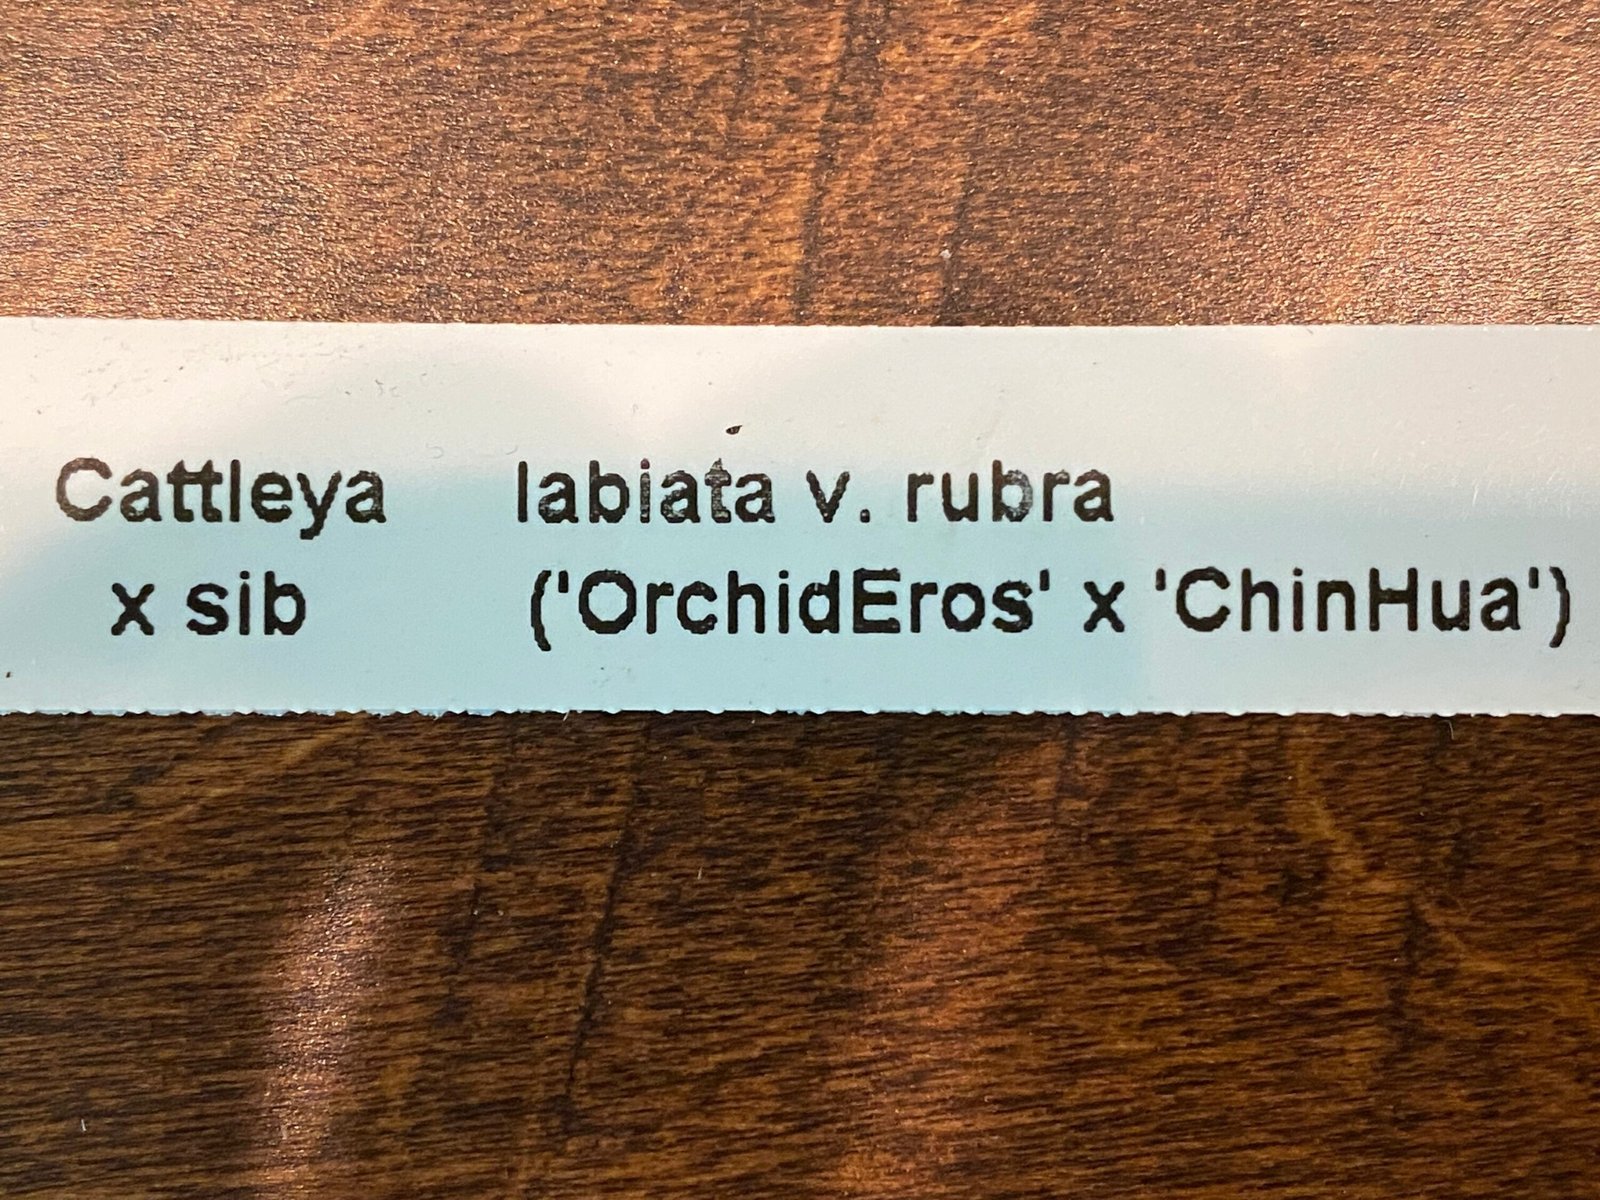 Cattleya labiata v. rubra
x sib ('OrchidEros' x 'ChinHua')